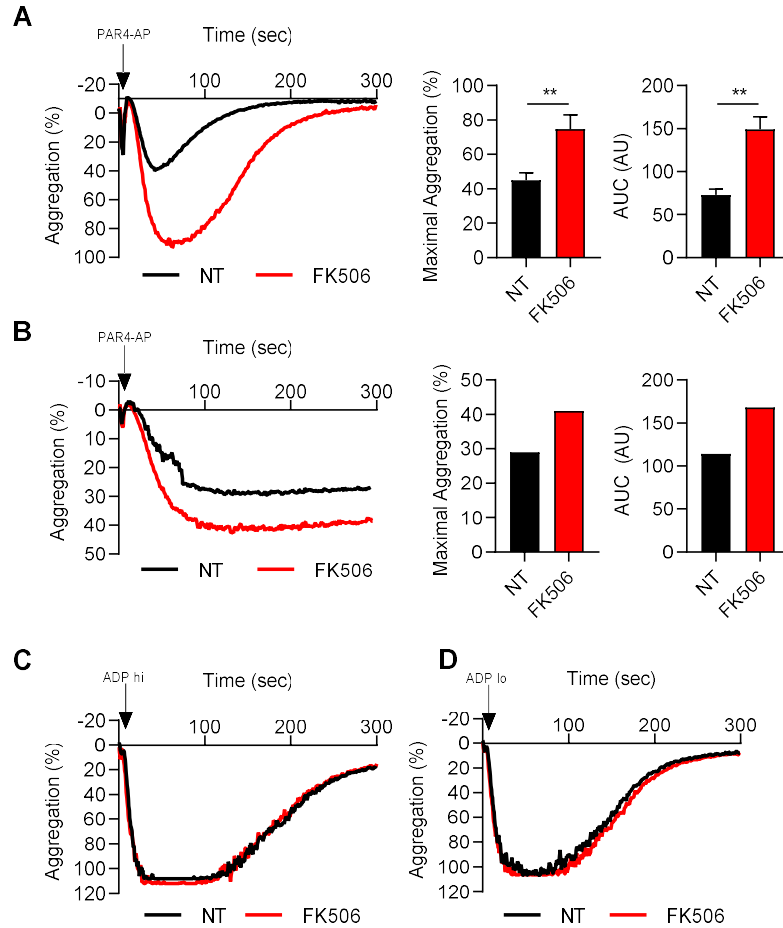 A
PAR4-AP
Time (sec)
-20
0
20
40
60
80
100
100
200
300
Aggregation (%)
NT
FK506
Maximal Aggregation (%)
100
80
60
40
20
0
**
NT
FK506
AUC (AU)
200
150
100
50
0
**
NT
FK506
B
PAR4-AP
Time (sec)
-10
0
10
20
30
40
50
100
200
300
Aggregation (%)
NT
FK506
Maximal Aggregation (%)
50
40
30
20
10
0
NT
FK506
AUC (AU)
200
150
100
50
0
NT
FK506
C
ADP hi
Time (sec)
-20
0
20
40
60
80
100
120
100
200
300
Aggregation (%)
NT
FK506
D
ADP lo
Time (sec)
-20
0
20
40
60
80
100
120
100
200
300
Aggregation (%)
NT
FK506